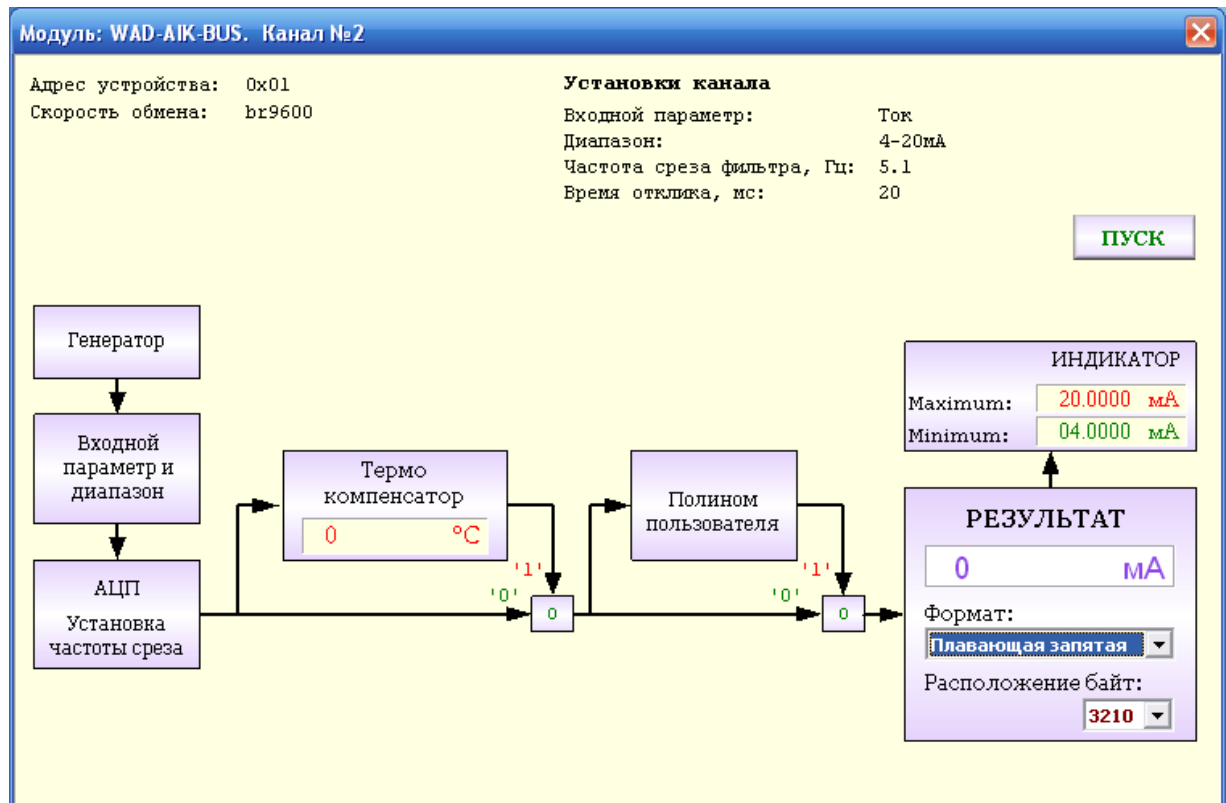 Модуль: WAD-AIK-BUS. Канал №2
Адрес устройства: 0x01
Скорость обмена: br9600
Установки канала
Входной параметр: Ток
Диапазон: 4-20мА
Частота среза фильтра, Гц: 5.1
Время отклика, мс: 20
ПУСК
Генератор
Входной
параметр и
диапазон
АЦП
Установка
частоты среза
Термо
компенсатор
0 °C
'1'
'0'
0
Полином
пользователя
'1'
'0'
0
ИНДИКАТОР
Maximum: 20.0000 мА
Minimum: 04.0000 мА
РЕЗУЛЬТАТ
0 мА
Формат:
Плавающая запятая
Расположение байт:
3210